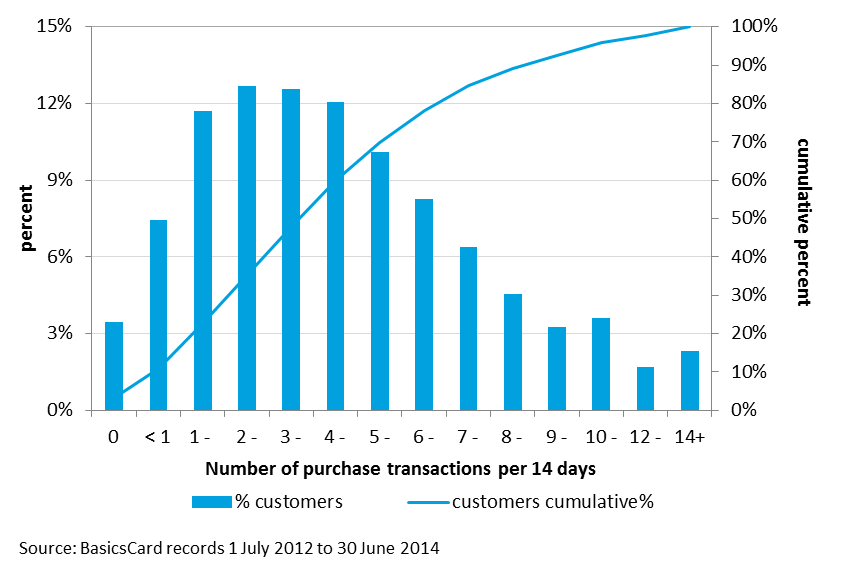 15%
12%
9%
6%
3%
0%
percent
100%
90%
80%
70%
60%
50%
40%
30%
20%
10%
0%
cumulative percent
0 < 1 1 - 2 - 3 - 4 - 5 - 6 - 7 - 8 - 9 - 10 - 12 - 14+
Number of purchase transactions per 14 days
% customers customers cumulative%
Source: BasicsCard records 1 July 2012 to 30 June 2014